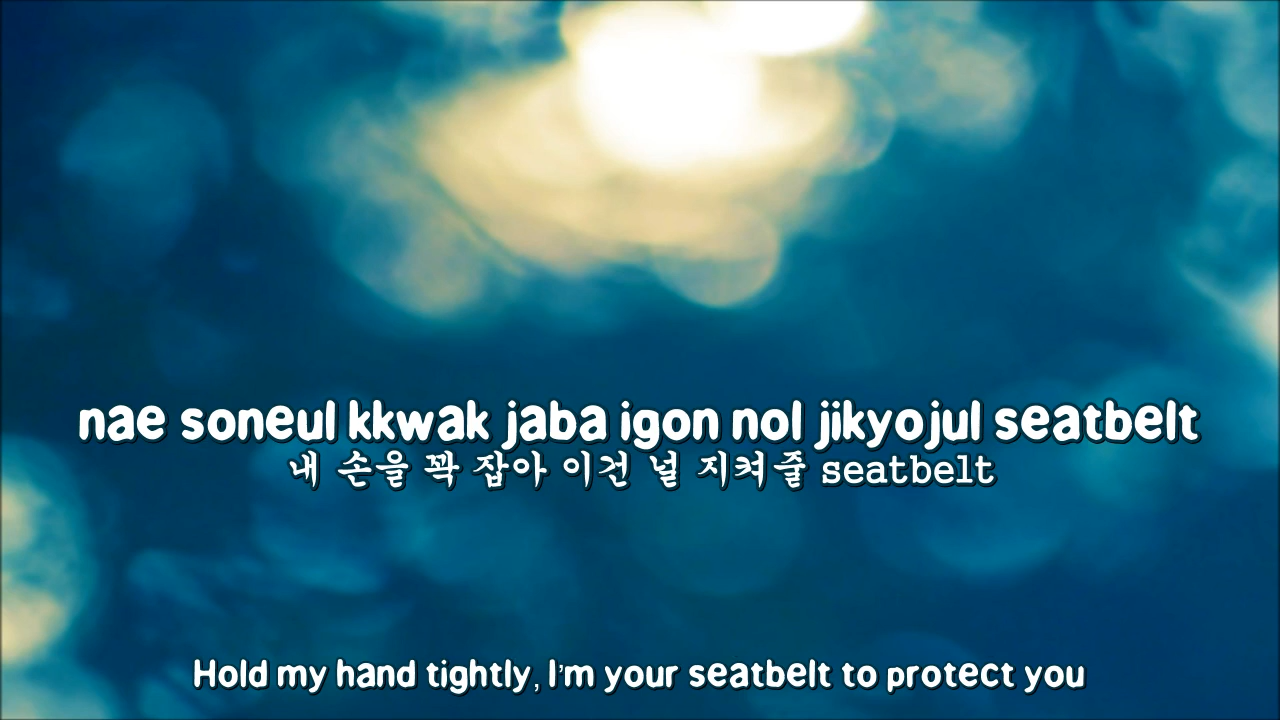 nae soneul kkwak jaba igon nol jikyojul seatbelt
내 손을 꽉 잡아 이건 널 지켜줄 seatbelt
Hold my hand tightly, I'm your seatbelt to protect you